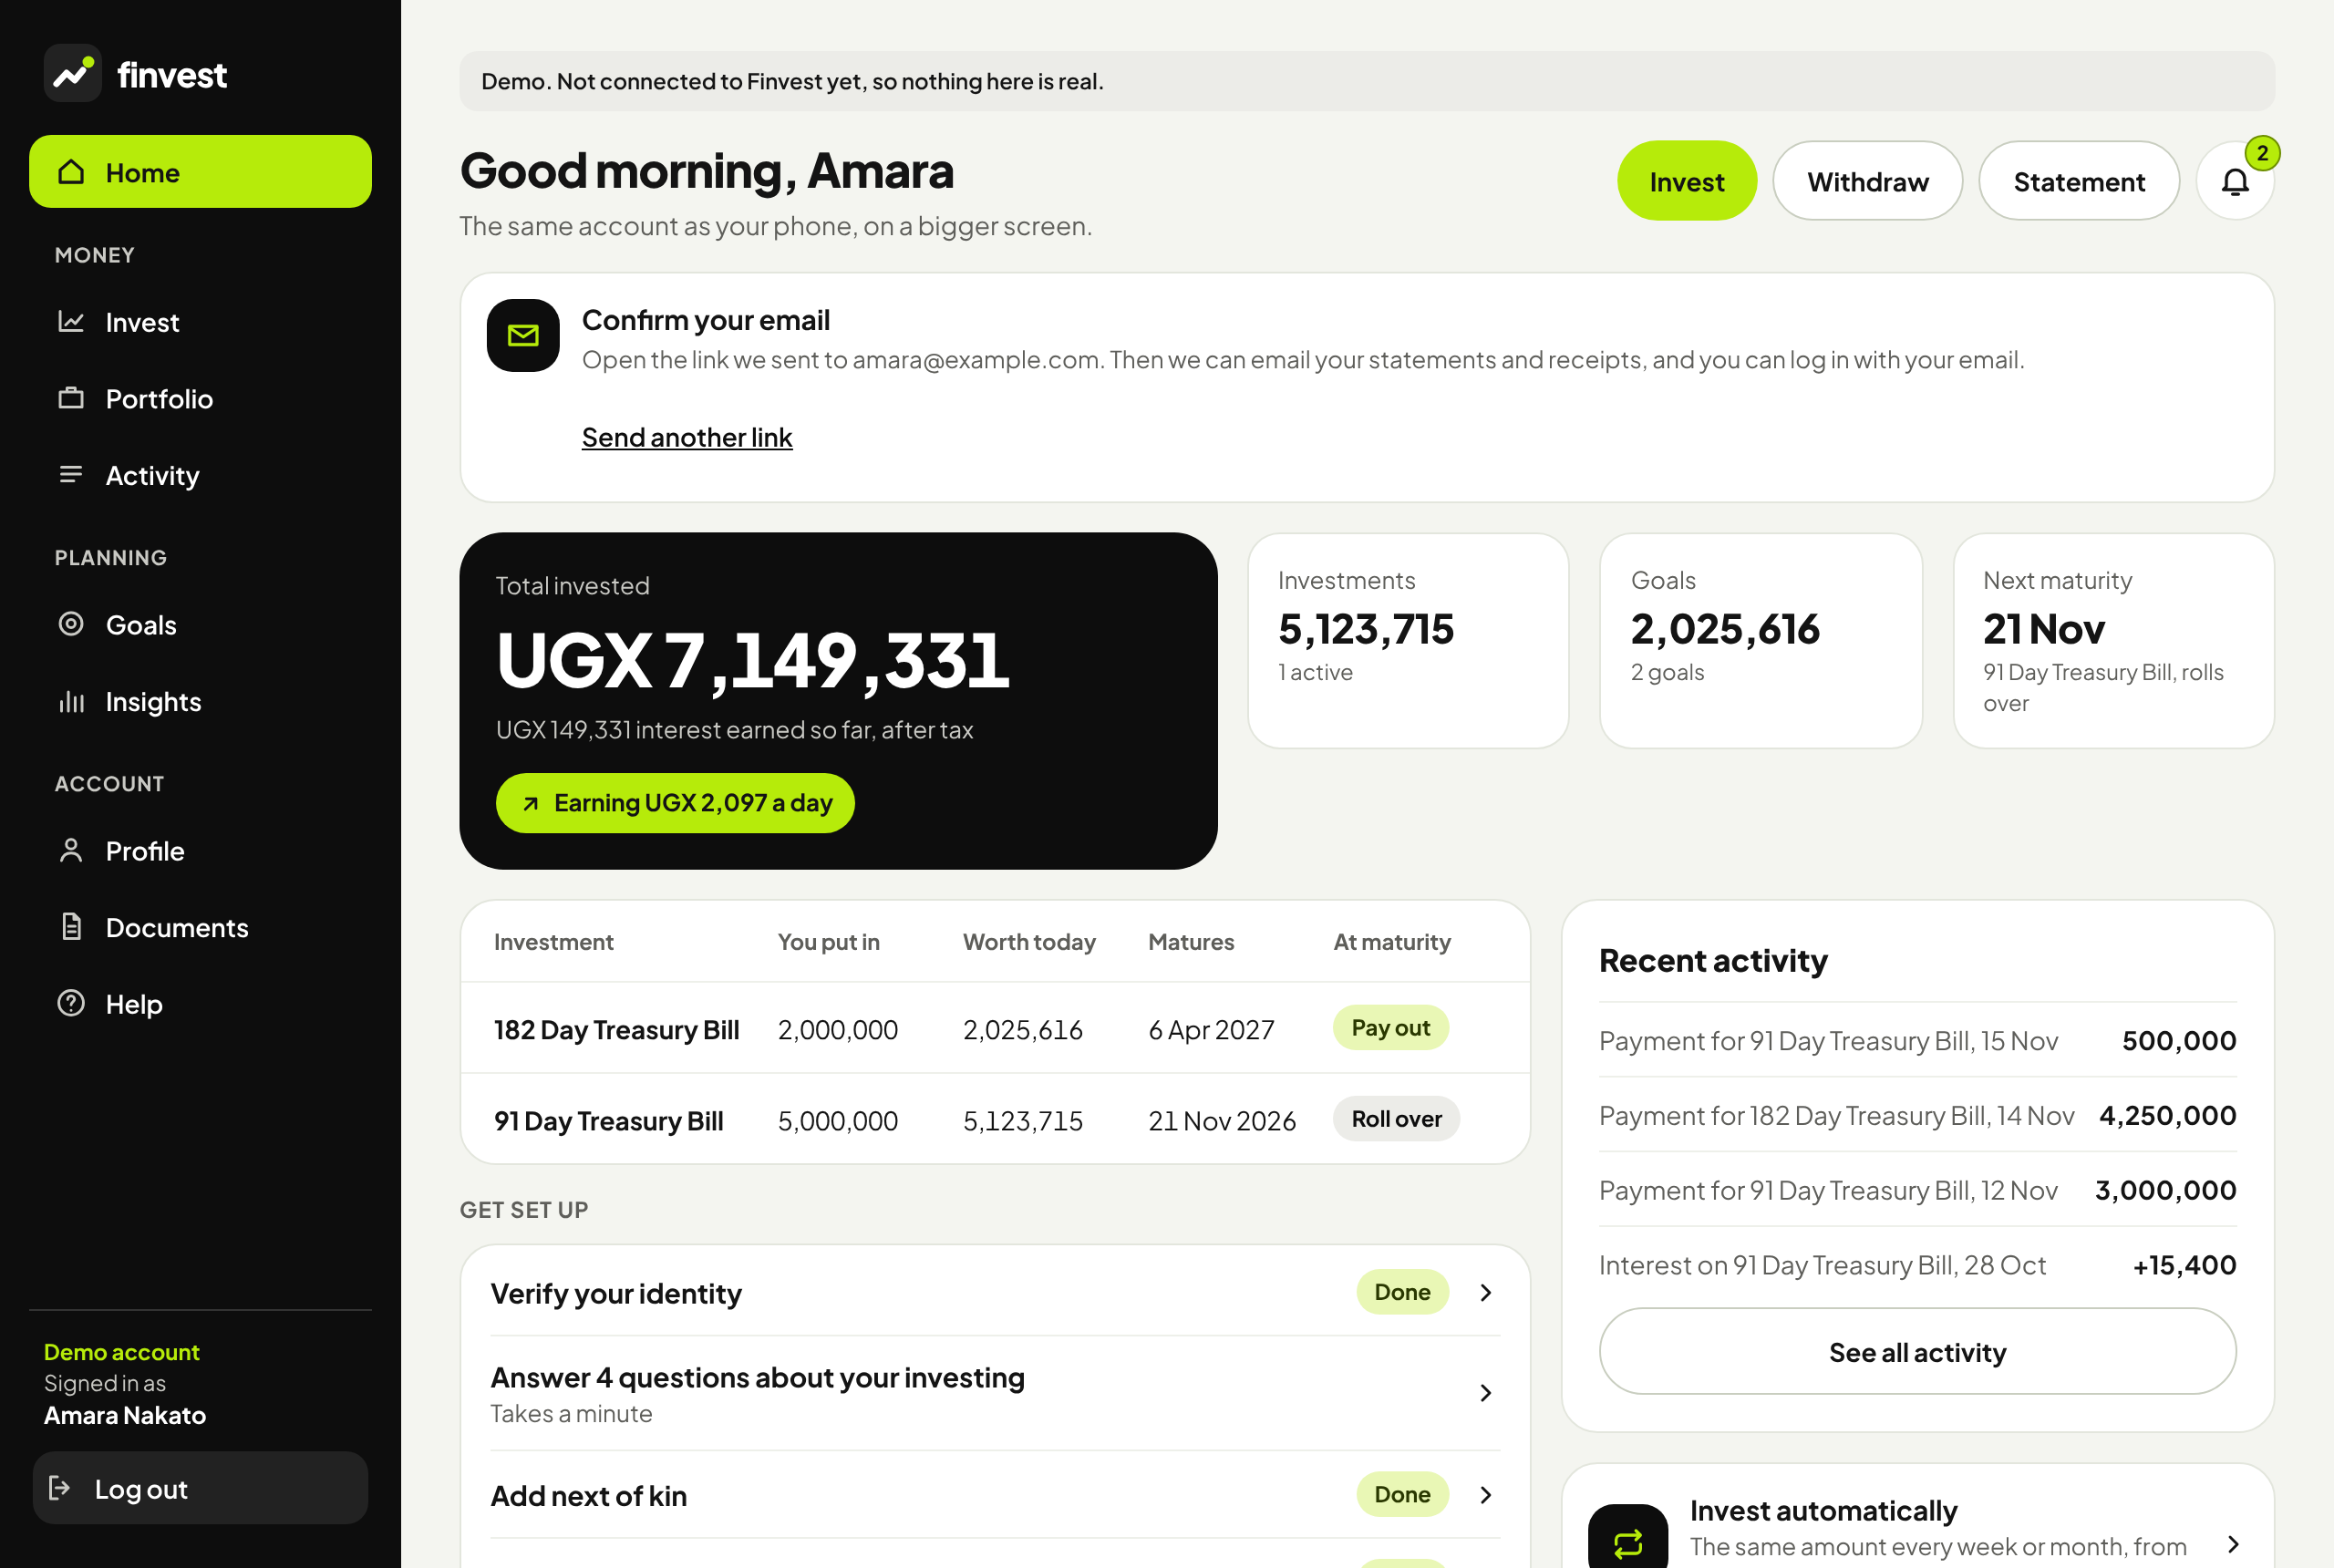 finvest
Home
MONEY
Invest
Portfolio
Activity
PLANNING
Goals
Insights
ACCOUNT
Profile
Documents
Help
Demo account
Signed in as
Amara Nakato
Log out
Demo. Not connected to Finvest yet, so nothing here is real.
Good morning, Amara
The same account as your phone, on a bigger screen.
Invest
Withdraw
Statement
2
Confirm your email
Open the link we sent to amara@example.com. Then we can email your statements and receipts, and you can log in with your email.
Send another link
Total invested
UGX 7,149,331
UGX 149,331 interest earned so far, after tax
Earning UGX 2,097 a day
Investments
5,123,715
1 active
Goals
2,025,616
2 goals
Next maturity
21 Nov
91 Day Treasury Bill, rolls
over
Investment You put in Worth today Matures At maturity
182 Day Treasury Bill 2,000,000 2,025,616 6 Apr 2027 Pay out
91 Day Treasury Bill 5,000,000 5,123,715 21 Nov 2026 Roll over
GET SET UP
Verify your identity Done
Answer 4 questions about your investing
Takes a minute
Add next of kin Done
Recent activity
Payment for 91 Day Treasury Bill, 15 Nov 500,000
Payment for 182 Day Treasury Bill, 14 Nov 4,250,000
Payment for 91 Day Treasury Bill, 12 Nov 3,000,000
Interest on 91 Day Treasury Bill, 28 Oct +15,400
See all activity
Invest automatically
The same amount every week or month, from